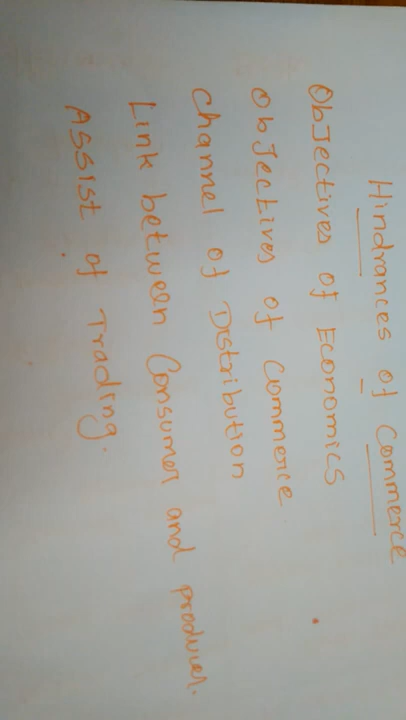 Hindrances of Commerce
Objectives of Economics
Objectives of Commerce
Channel of Distribution
Link between Consumer and producer.
Assist of Trading.